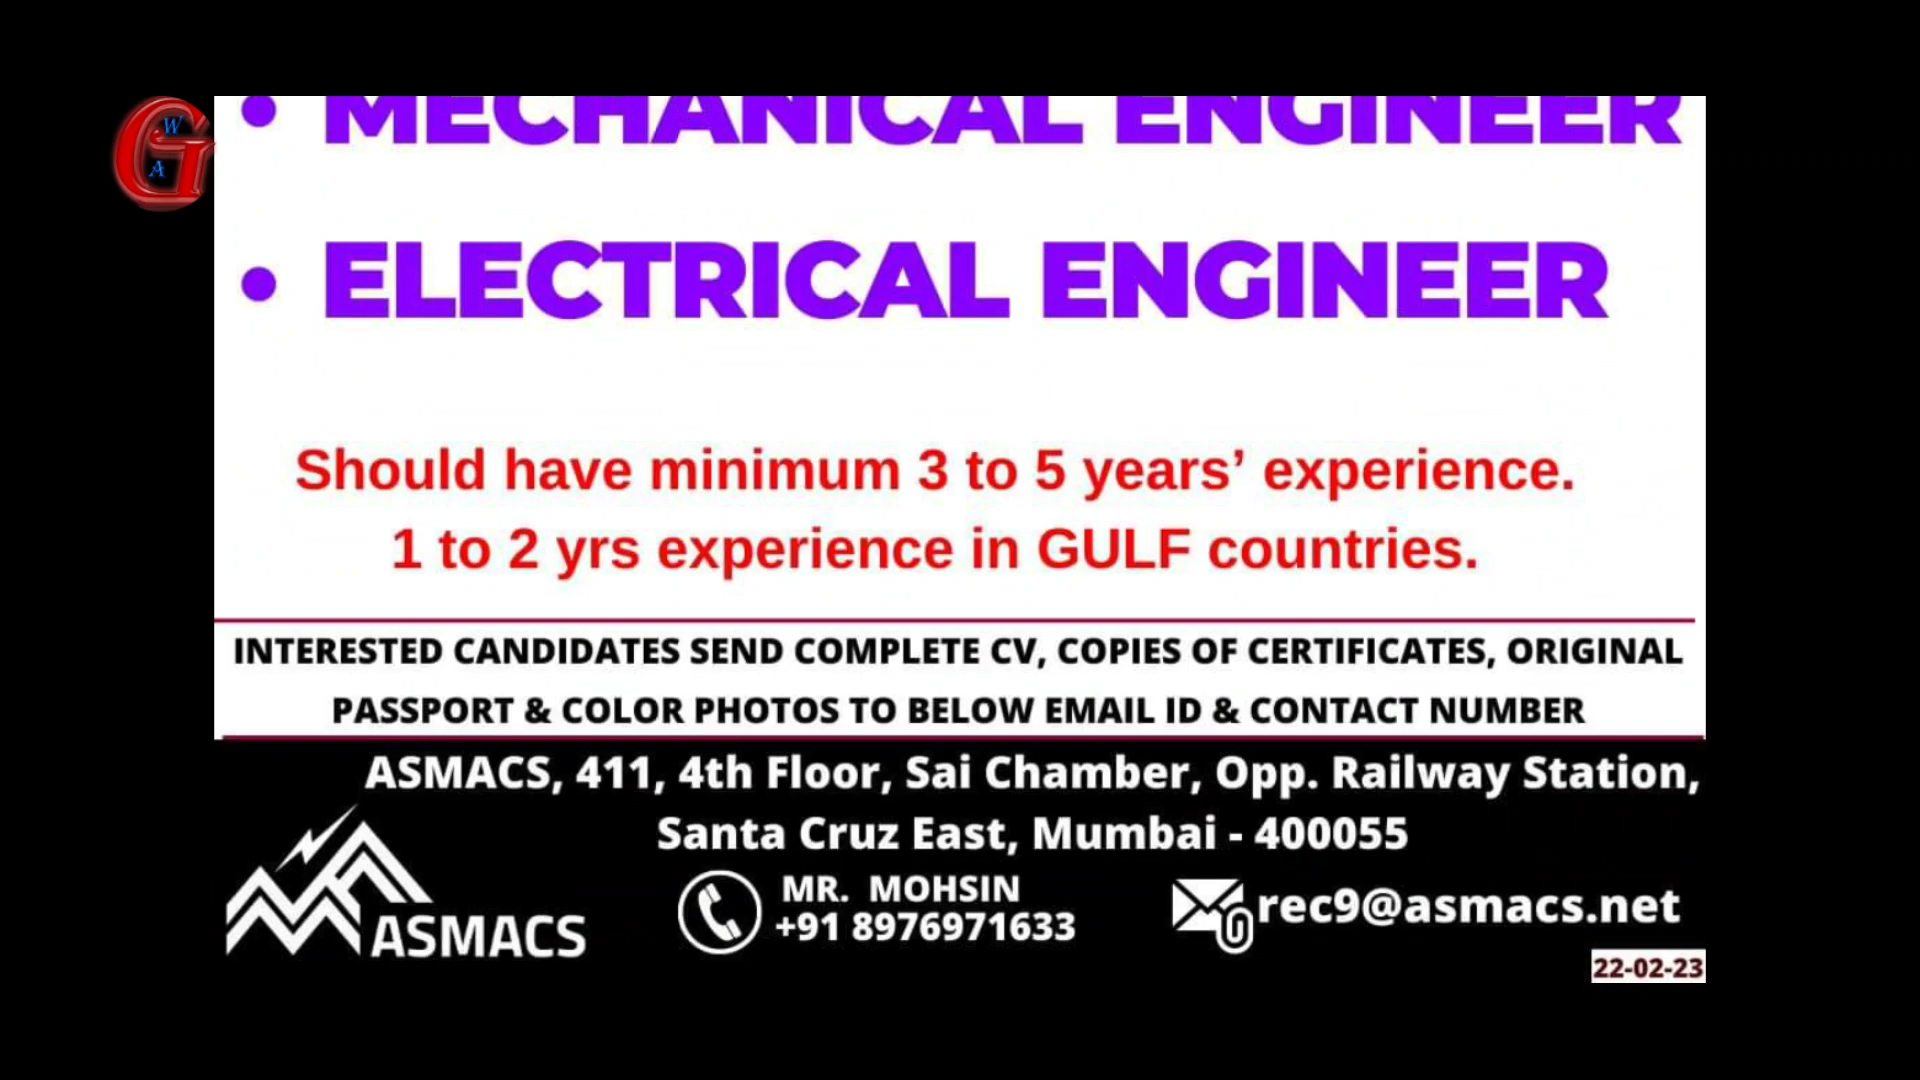 W
G
A
• MECHANICAL ENGINEER
• ELECTRICAL ENGINEER
Should have minimum 3 to 5 years’ experience.
1 to 2 yrs experience in GULF countries.
INTERESTED CANDIDATES SEND COMPLETE CV, COPIES OF CERTIFICATES, ORIGINAL
PASSPORT & COLOR PHOTOS TO BELOW EMAIL ID & CONTACT NUMBER
ASMACS, 411, 4th Floor, Sai Chamber, Opp. Railway Station,
Santa Cruz East, Mumbai - 400055
ASMACS
MR. MOHSIN
+91 8976971633
rec9@asmacs.net
22-02-23